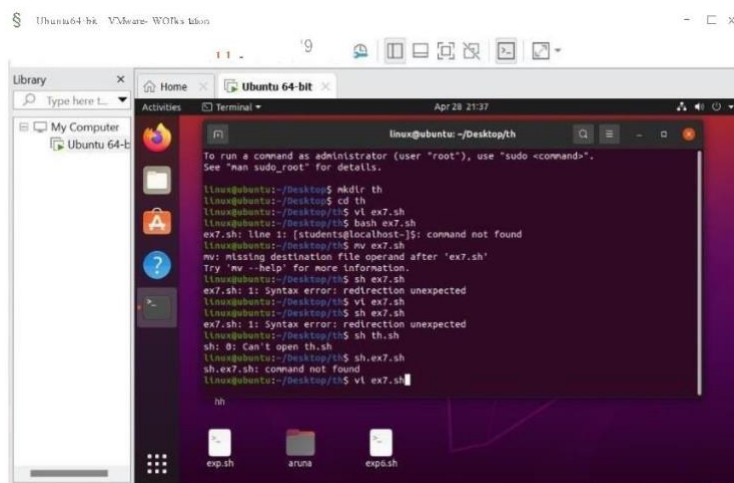 § Ubuntu64-bit
Library ×
Type here t...
Home ×
Ubuntu 64-bit ×
My Computer
Ubuntu 64-b
Activities
Terminal
Apr 28 21:37
linux@ubuntu: ~/Desktop/th
To run a command as administrator (user "root"), use "sudo <command>".
See "man sudo_root" for details.
linux@ubuntu:~/Desktop$ mkdir th
linux@ubuntu:~/Desktop$ cd th
linux@ubuntu:~/Desktop/th$ vi ex7.sh
linux@ubuntu:~/Desktop/th$ bash ex7.sh
ex7.sh: line 1: [students@localhost~]$: command not found
linux@ubuntu:~/Desktop/th$ mv ex7.sh
mv: missing destination file operand after 'ex7.sh'
Try 'mv --help' for more information.
linux@ubuntu:~/Desktop/th$ sh ex7.sh
ex7.sh: 1: Syntax error: redirection unexpected
linux@ubuntu:~/Desktop/th$ vi ex7.sh
linux@ubuntu:~/Desktop/th$ sh ex7.sh
ex7.sh: 1: Syntax error: redirection unexpected
linux@ubuntu:~/Desktop/th$ sh th.sh
sh: 0: Can't open th.sh
linux@ubuntu:~/Desktop/th$ sh.ex7.sh
sh.ex7.sh: command not found
linux@ubuntu:~/Desktop/th$ vi ex7.sh
hh
exp.sh
aruna
exp6.sh